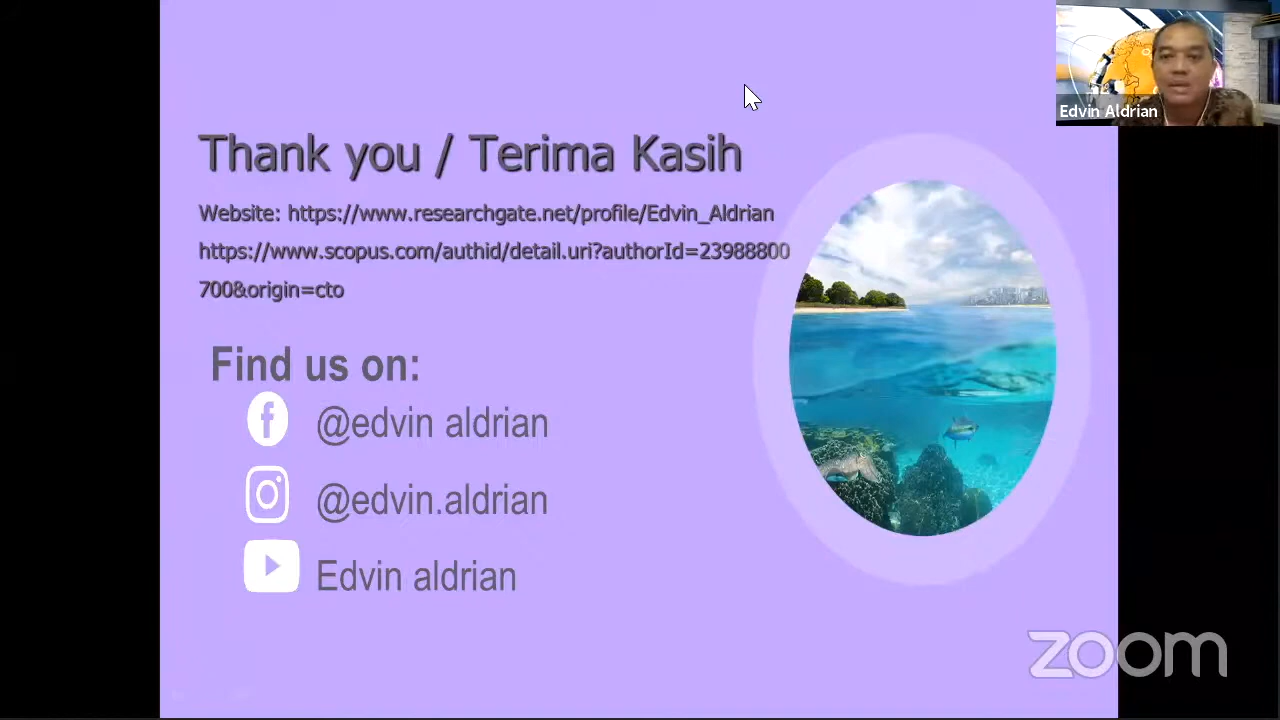 Edvin Aldrian
Thank you / Terima Kasih
Website: https://www.researchgate.net/profile/Edvin_Aldrian
https://www.scopus.com/authid/detail.uri?authorId=23988800
700&origin=cto
Find us on:
@edvin aldrian
@edvin.aldrian
Edvin aldrian
zoom